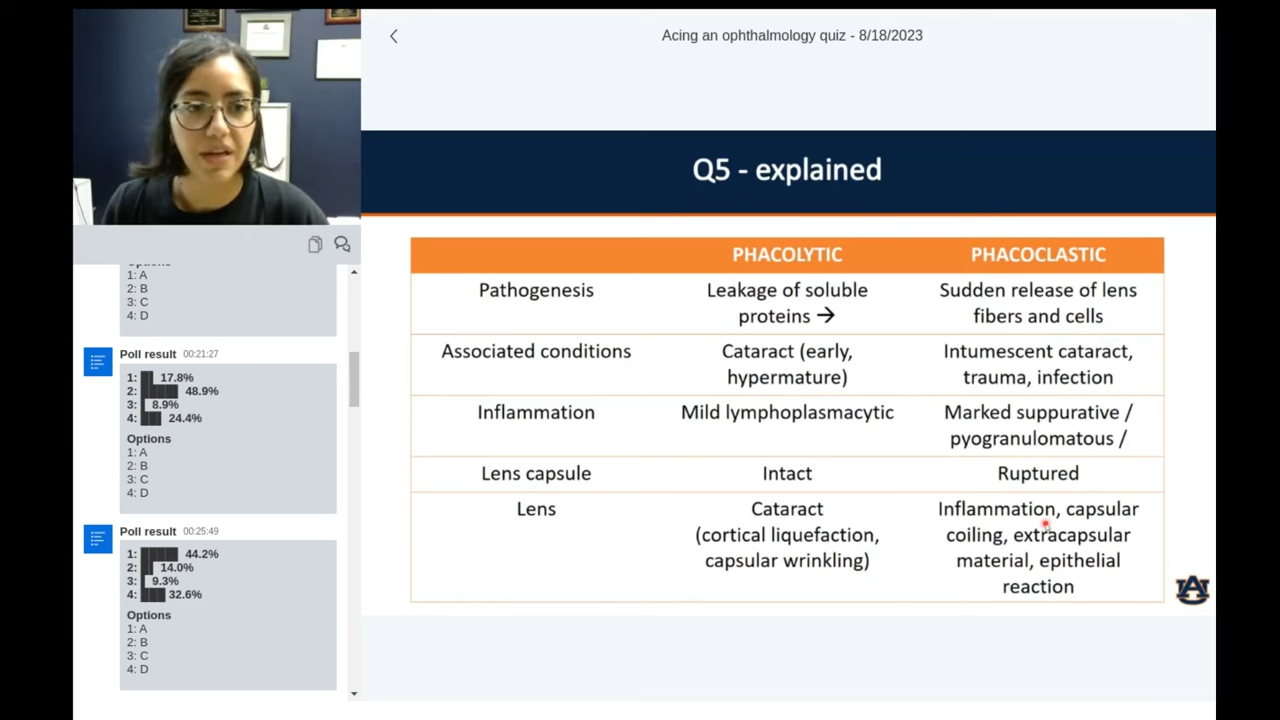 Acing an ophthalmology quiz - 8/18/2023
Q5 - explained
PHACOLYTIC PHACOCLASTIC
Pathogenesis Leakage of soluble Sudden release of lens
proteins → fibers and cells
Associated conditions Cataract (early, Intumescent cataract,
hypermature) trauma, infection
Inflammation Mild lymphoplasmacytic Marked suppurative /
pyogranulomatous /
Lens capsule Intact Ruptured
Lens Cataract Inflammation, capsular
(cortical liquefaction, coiling, extracapsular
capsular wrinkling) material, epithelial
reaction
Options
1: A
2: B
3: C
4: D
Poll result 00:21:27
1: 17.8%
2: 48.9%
3: 8.9%
4: 24.4%
Options
1: A
2: B
3: C
4: D
Poll result 00:25:49
1: 44.2%
2: 14.0%
3: 9.3%
4: 32.6%
Options
1: A
2: B
3: C
4: D
AU